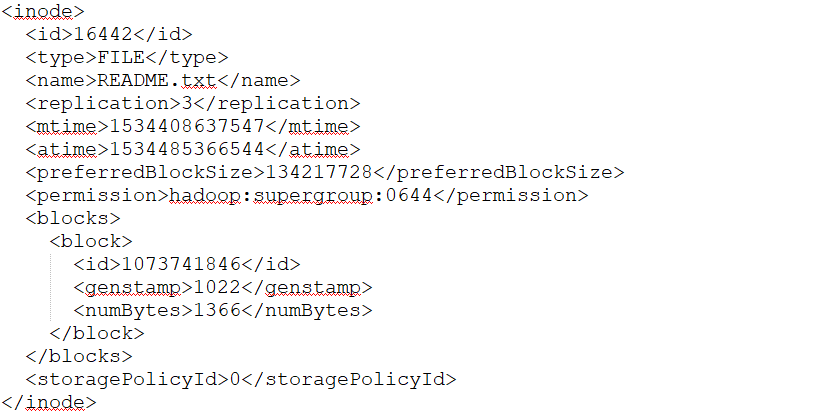 <inode>
<id>16442</id>
<type>FILE</type>
<name>README.txt</name>
<replication>3</replication>
<mtime>1534408637547</mtime>
<atime>1534485366544</atime>
<preferredBlockSize>134217728</preferredBlockSize>
<permission>hadoop:supergroup:0644</permission>
<blocks>
<block>
<id>1073741846</id>
<genstamp>1022</genstamp>
<numBytes>1366</numBytes>
</block>
</blocks>
<storagePolicyId>0</storagePolicyId>
</inode>